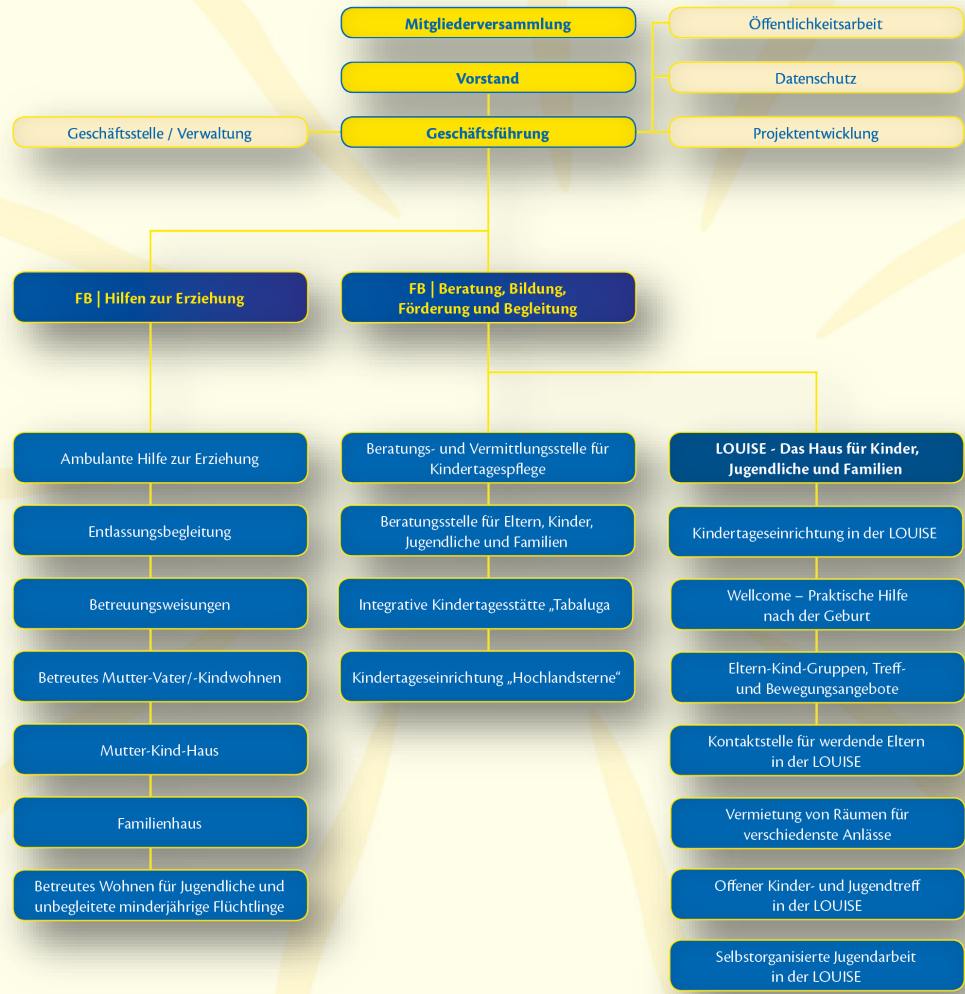 Mitgliederversammlung
Öffentlichkeitsarbeit
Vorstand
Datenschutz
Geschäftsstelle / Verwaltung
Geschäftsführung
Projektentwicklung
FB | Hilfen zur Erziehung
FB | Beratung, Bildung,
Förderung und Begleitung
Ambulante Hilfe zur Erziehung
Entlassungsbegleitung
Betreuungsweisungen
Betreutes Mutter-Vater/-Kindwohnen
Mutter-Kind-Haus
Familienhaus
Betreutes Wohnen für Jugendliche und
unbegleitete minderjährige Flüchtlinge
Beratungs- und Vermittlungsstelle für
Kindertagespflege
Beratungsstelle für Eltern, Kinder,
Jugendliche und Familien
Integrative Kindertagesstätte „Tabaluga
Kindertageseinrichtung „Hochlandsterne“
LOUISE - Das Haus für Kinder,
Jugendliche und Familien
Kindertageseinrichtung in der LOUISE
Wellcome – Praktische Hilfe
nach der Geburt
Eltern-Kind-Gruppen, Treff-
und Bewegungsangebote
Kontaktstelle für werdende Eltern
in der LOUISE
Vermietung von Räumen für
verschiedenste Anlässe
Offener Kinder- und Jugendtreff
in der LOUISE
Selbstorganisierte Jugendarbeit
in der LOUISE